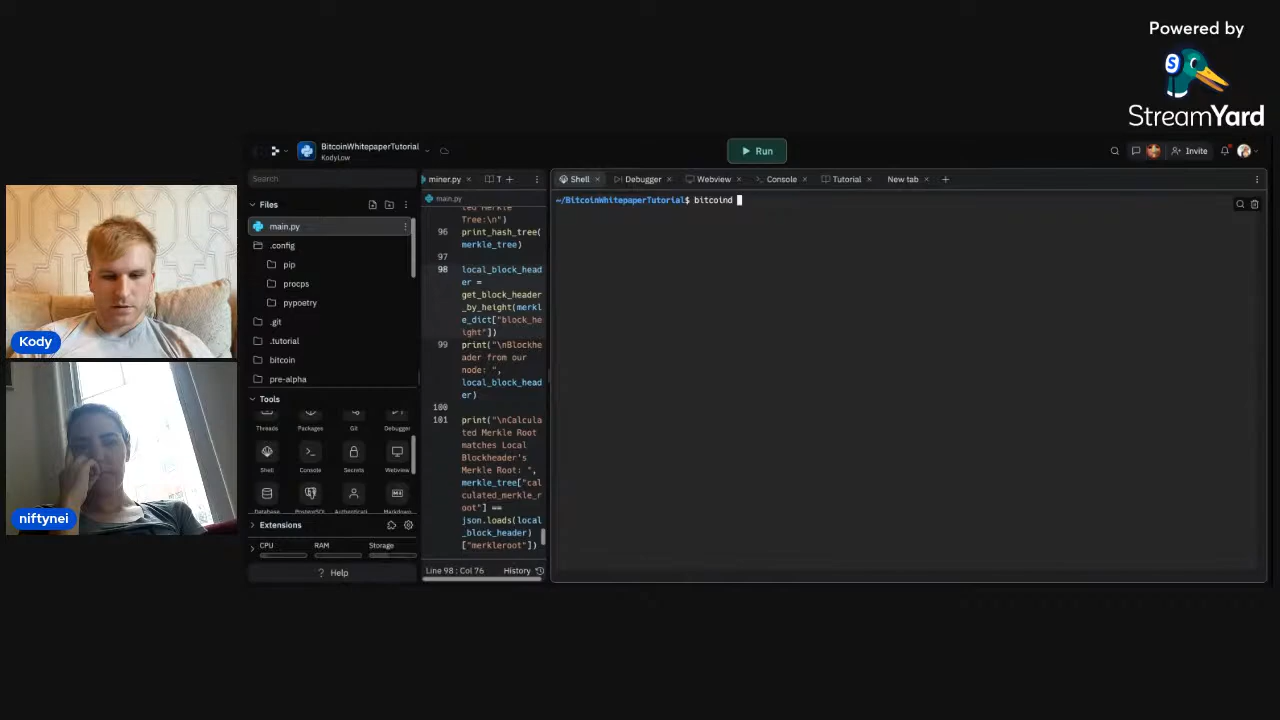 Powered by
S
StreamYard
BitcoinWhitepaperTutorial
KodyLow
Run
Invite
Search
Files
main.py
.config
pip
procps
pypoetry
.git
.tutorial
bitcoin
pre-alpha
Tools
Threads
Packages
Git
Debugger
Shell
Console
Secrets
Webview
Extensions
CPU
RAM
Storage
? Help
miner.py
T
main.py
ted Merkle
Tree:\n")
96 print_hash_tree(
merkle_tree)
97
98 local_block_head
er =
get_block_header
_by_height(merkl
e_dict["block_he
ight"])
99 print("\nBlockhe
ader from our
node: ",
local_block_head
er)
100
101 print("\nCalcula
ted Merkle Root
matches Local
Blockheader's
Merkle Root: ",
merkle_tree["cal
culated_merkle_r
oot"] ==
json.loads(local
_block_header)
["merkleroot"])
Line 98 : Col 76
History
Shell
Debugger
Webview
Console
Tutorial
New tab
~/BitcoinWhitepaperTutorial$ bitcoind
Kody
niftynei